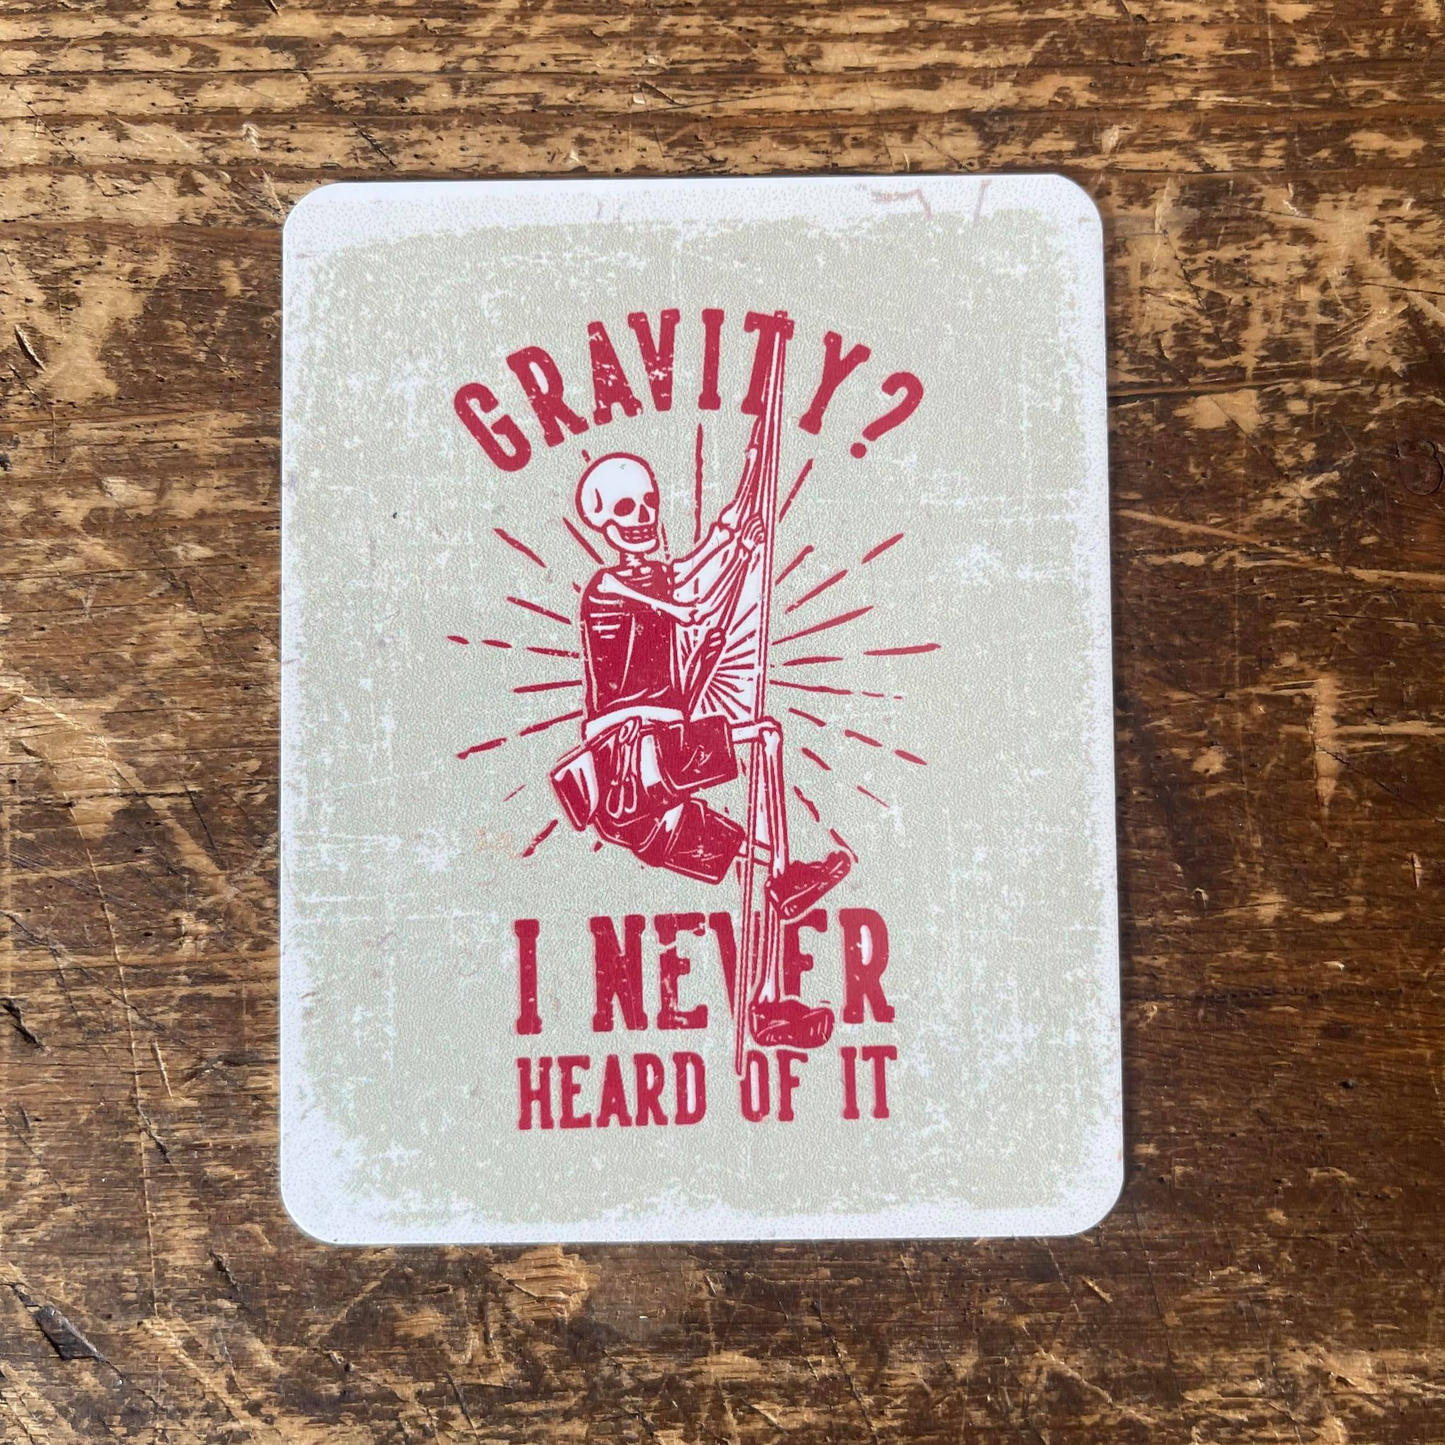 GRAVITY?
I NEVER
HEARD OF IT